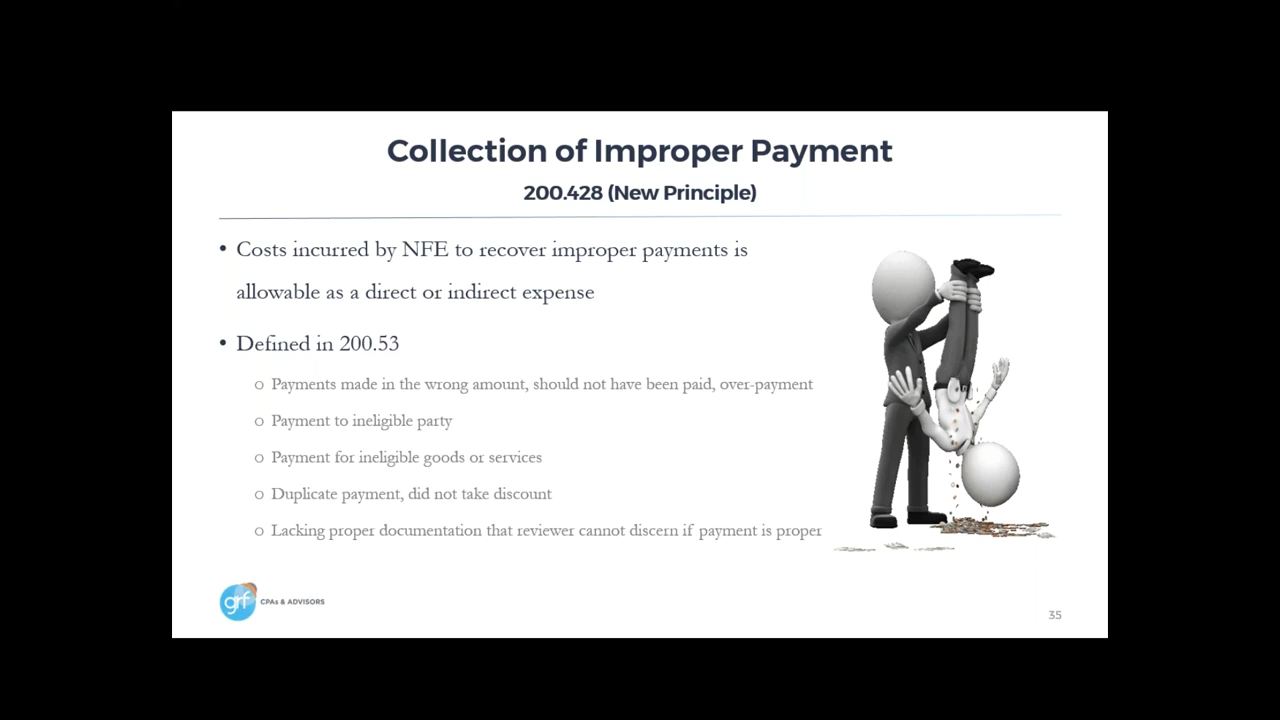 Collection of Improper Payment
200.428 (New Principle)
• Costs incurred by NFE to recover improper payments is
allowable as a direct or indirect expense
• Defined in 200.53
o Payments made in the wrong amount, should not have been paid, over-payment
o Payment to ineligible party
o Payment for ineligible goods or services
o Duplicate payment, did not take discount
o Lacking proper documentation that reviewer cannot discern if payment is proper
grf CPAs & ADVISORS
35